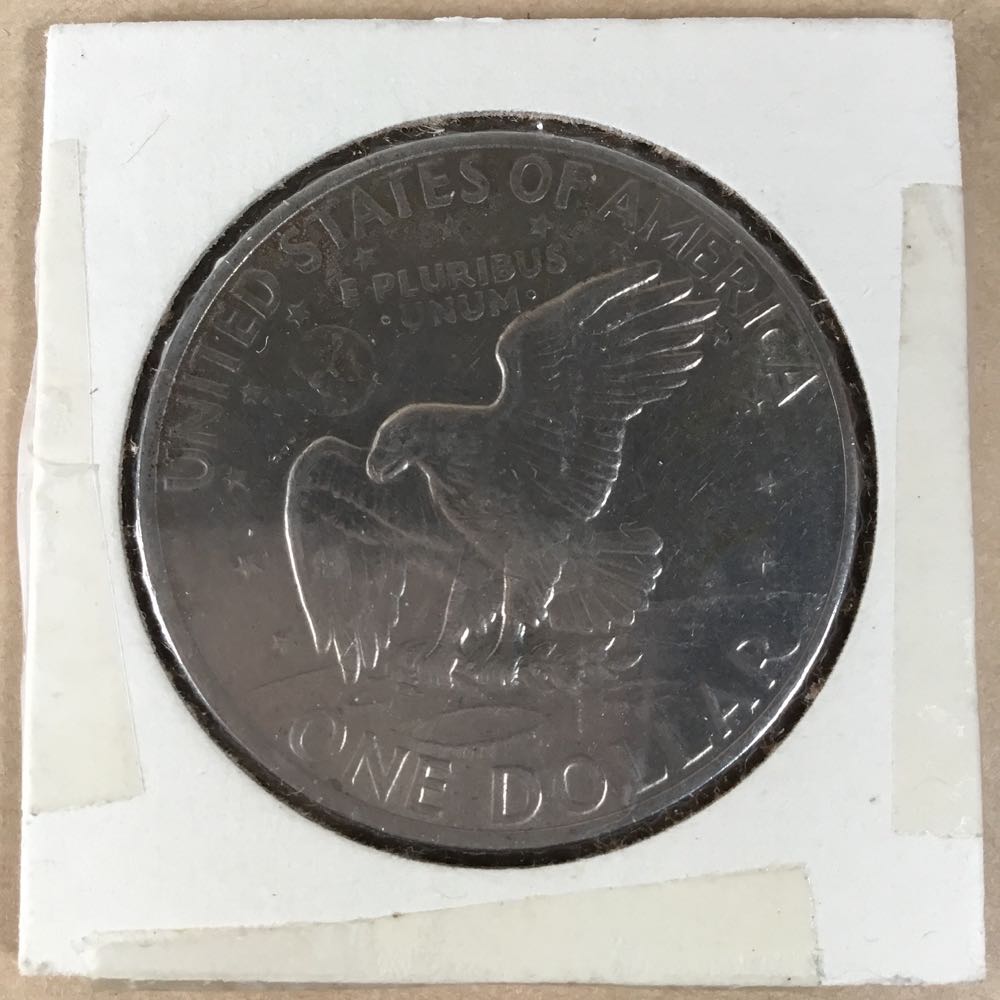 UNITED STATES OF AMERICA
E PLURIBUS
·UNUM·
ONE DOLLAR